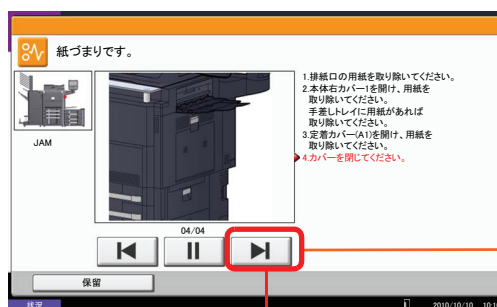 紙づまりです。
JAM
1.排紙口の用紙を取り除いてください。
2.本体右カバー1を開け、用紙を
取り除いてください。
手差しトレイに用紙があれば
取り除いてください。
3.定着カバー(A1)を開け、用紙を
取り除いてください。
4.カバーを閉じてください。
04/04
保留
状況
2010/10/10 10:10